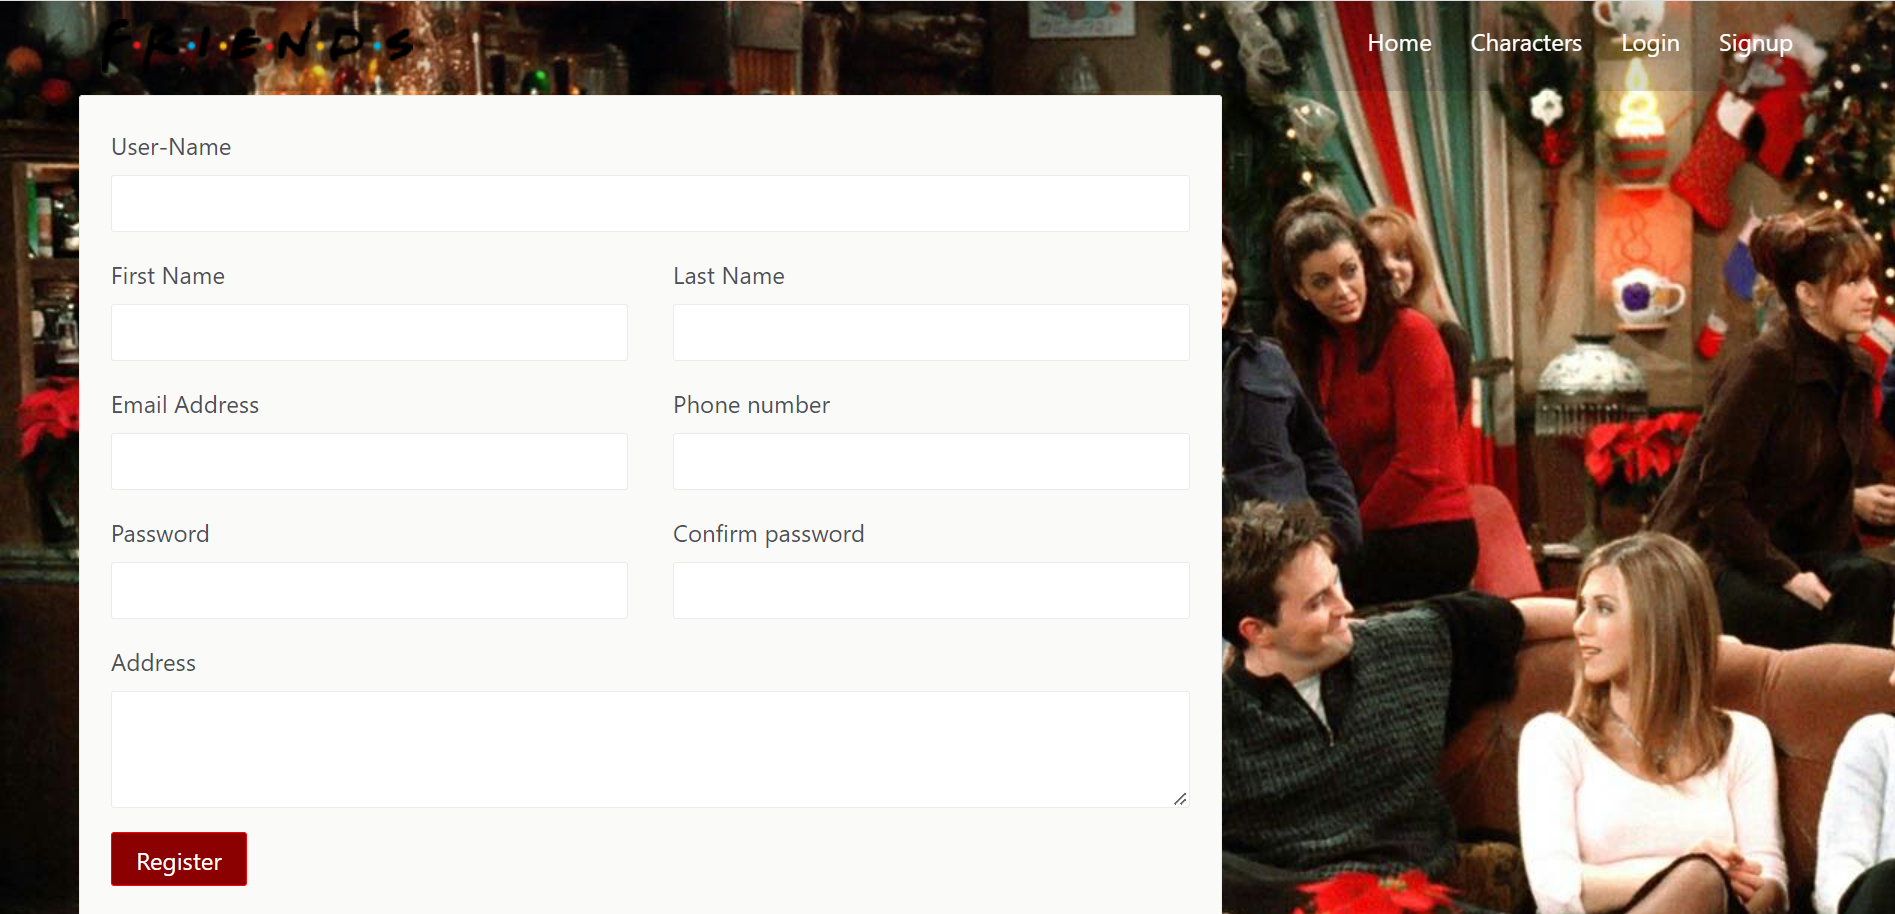 F·R·I·E·N·D·S
Home Characters Login Signup
User-Name
First Name Last Name
Email Address Phone number
Password Confirm password
Address
Register